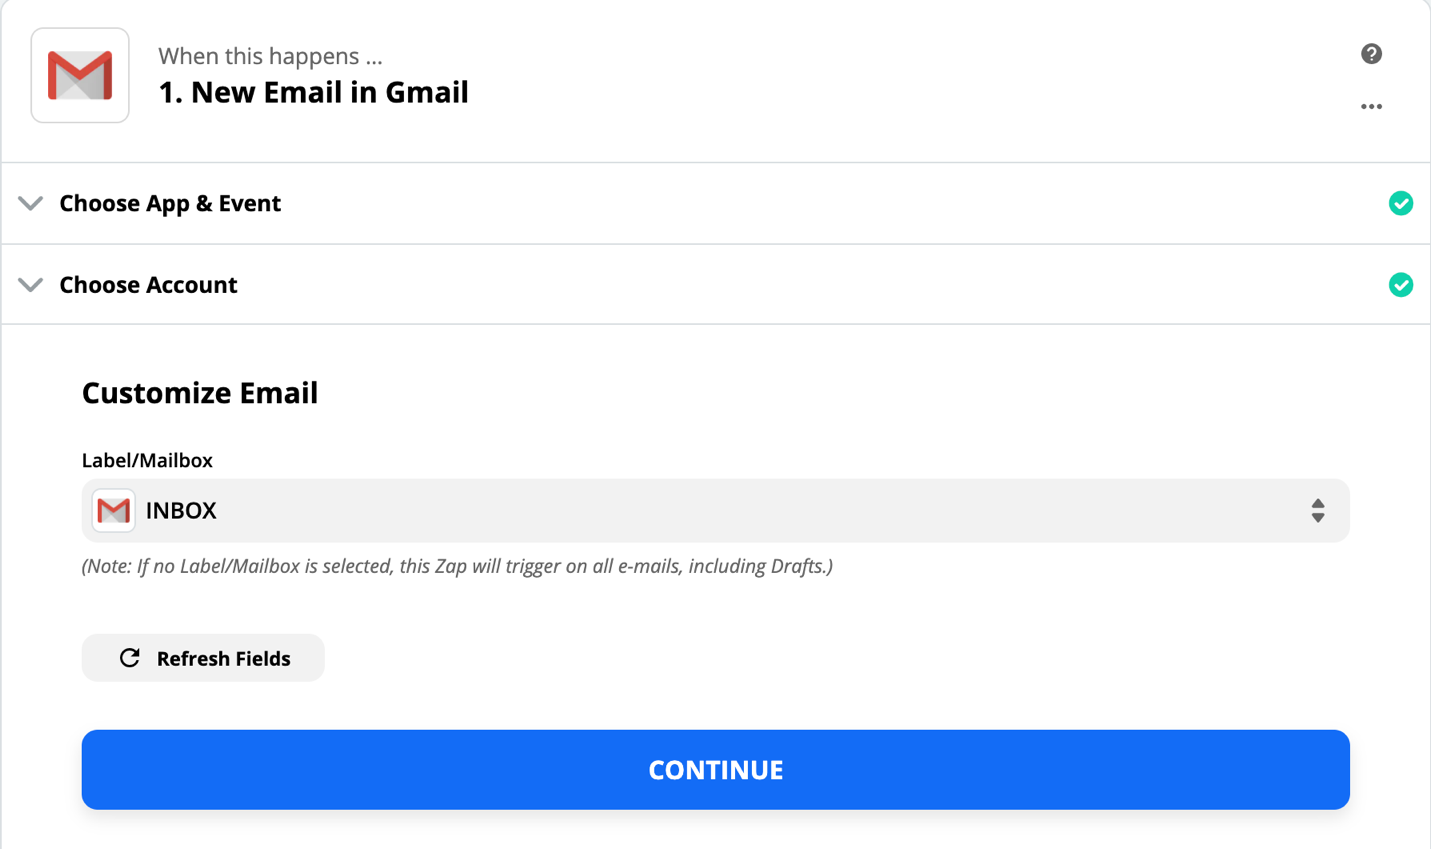 When this happens ...
1. New Email in Gmail
Choose App & Event
Choose Account
Customize Email
Label/Mailbox
INBOX
(Note: If no Label/Mailbox is selected, this Zap will trigger on all e-mails, including Drafts.)
Refresh Fields
CONTINUE